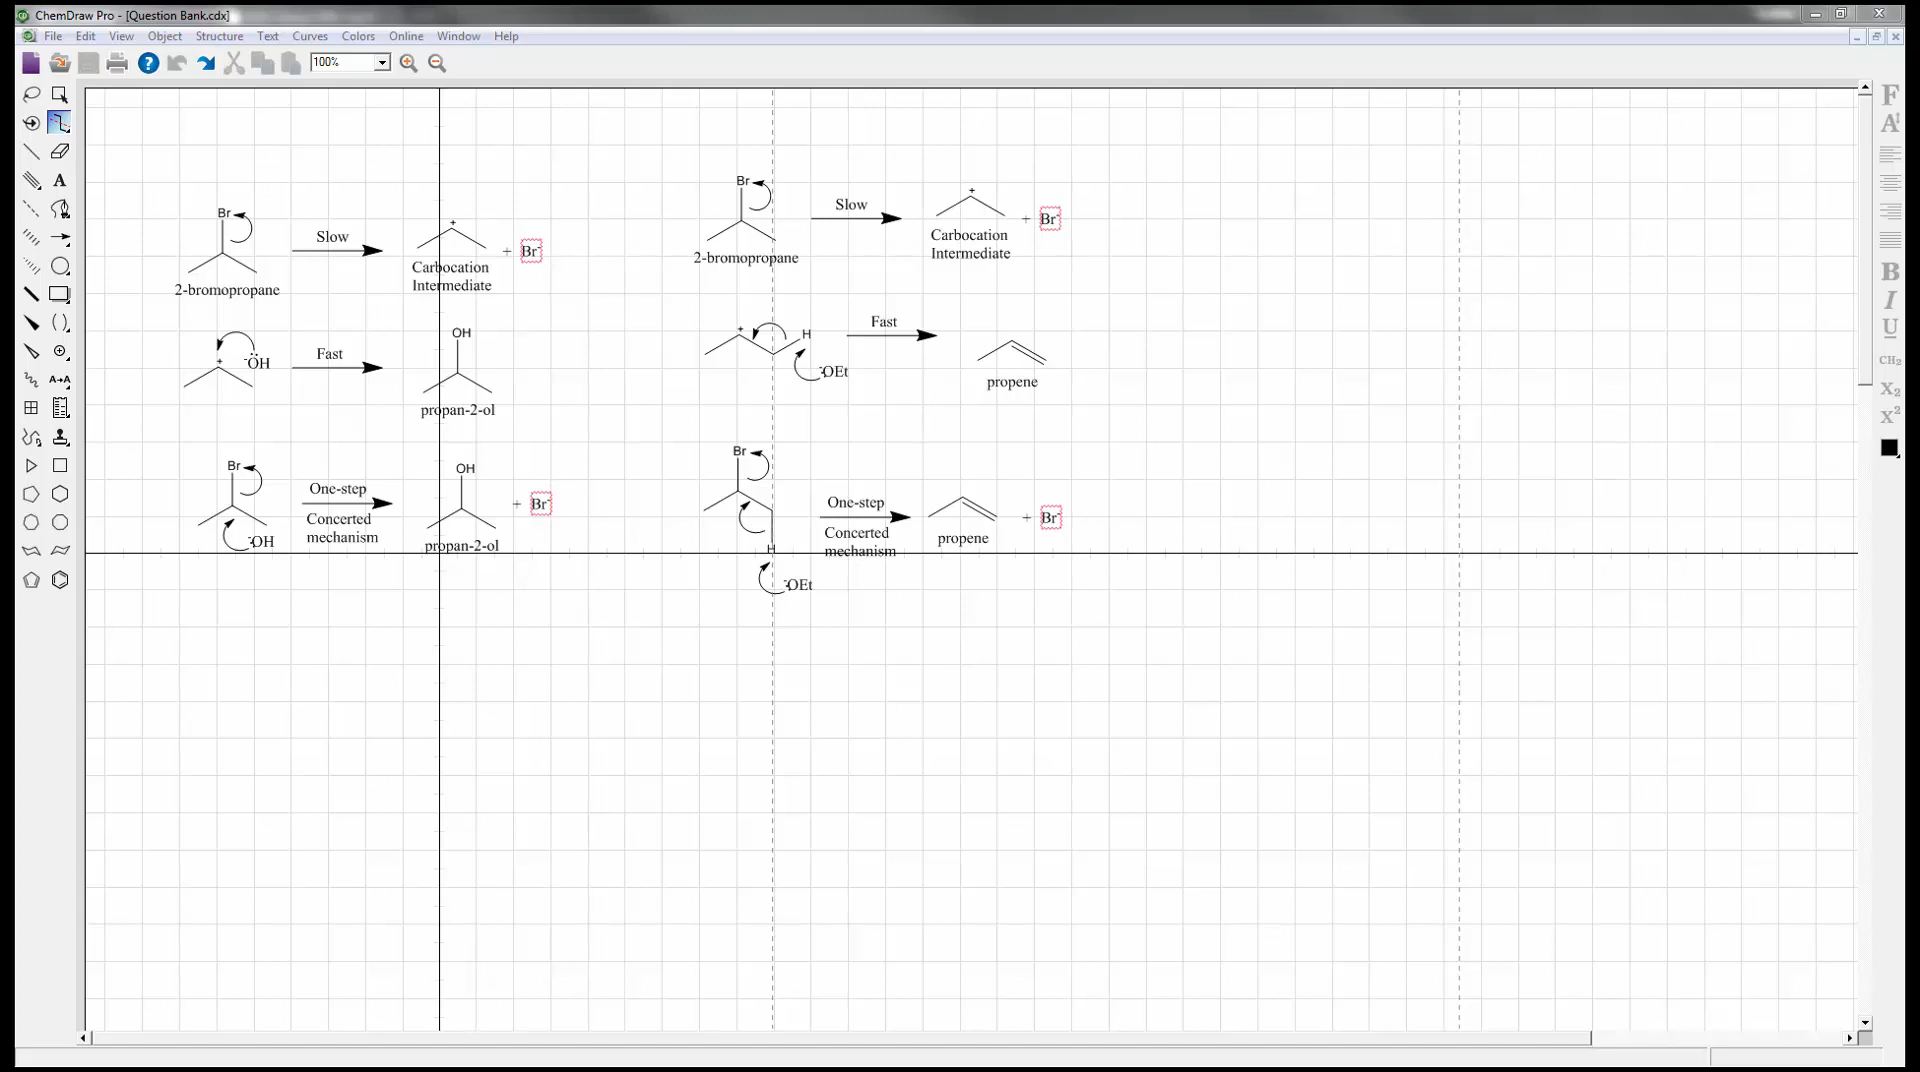 ChemDraw Pro - [Question Bank.cdx]
File Edit View Object Structure Text Curves Colors Online Window Help
100%
Br
Slow
+
+ Br-
2-bromopropane
Carbocation
Intermediate
+
-:ÖH
Fast
OH
propan-2-ol
Br
One-step
Concerted
mechanism
-:OH
OH
propan-2-ol
+ Br-
Br
Slow
+
+ Br-
2-bromopropane
Carbocation
Intermediate
+
H
Fast
-:OEt
propene
Br
H
-:OEt
One-step
Concerted
mechanism
propene
+ Br-
A
A→A
F
A
B
I
U
CH2
X2
X2